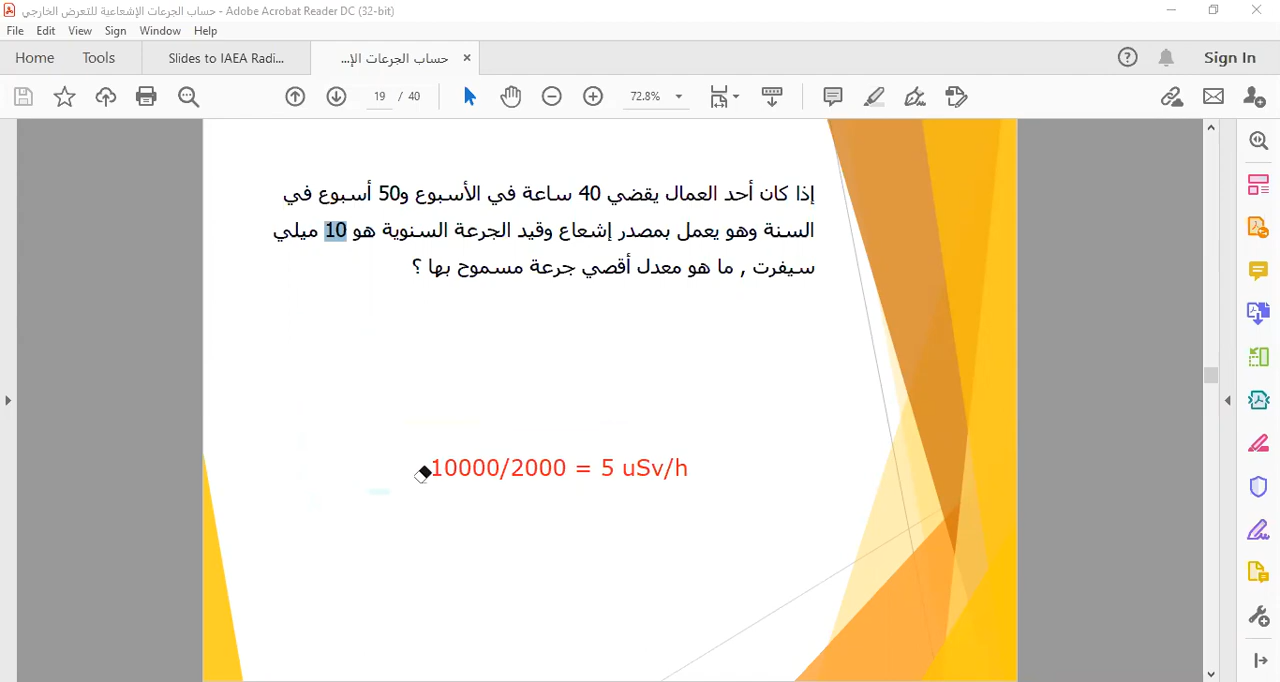 حساب الجرعات الإشعاعية للتعرض الخارجي - Adobe Acrobat Reader DC (32-bit)
File Edit View Sign Window Help
Home Tools Slides to IAEA Radi... حساب الجرعات الإ... × Sign In
19 / 40 72.8%
إذا كان أحد العمال يقضي 40 ساعة في الأسبوع و50 أسبوع في
السنة وهو يعمل بمصدر إشعاع وقيد الجرعة السنوية هو 10 ميلي
سيفرت , ما هو معدل أقصي جرعة مسموح بها ؟
10000/2000 = 5 uSv/h